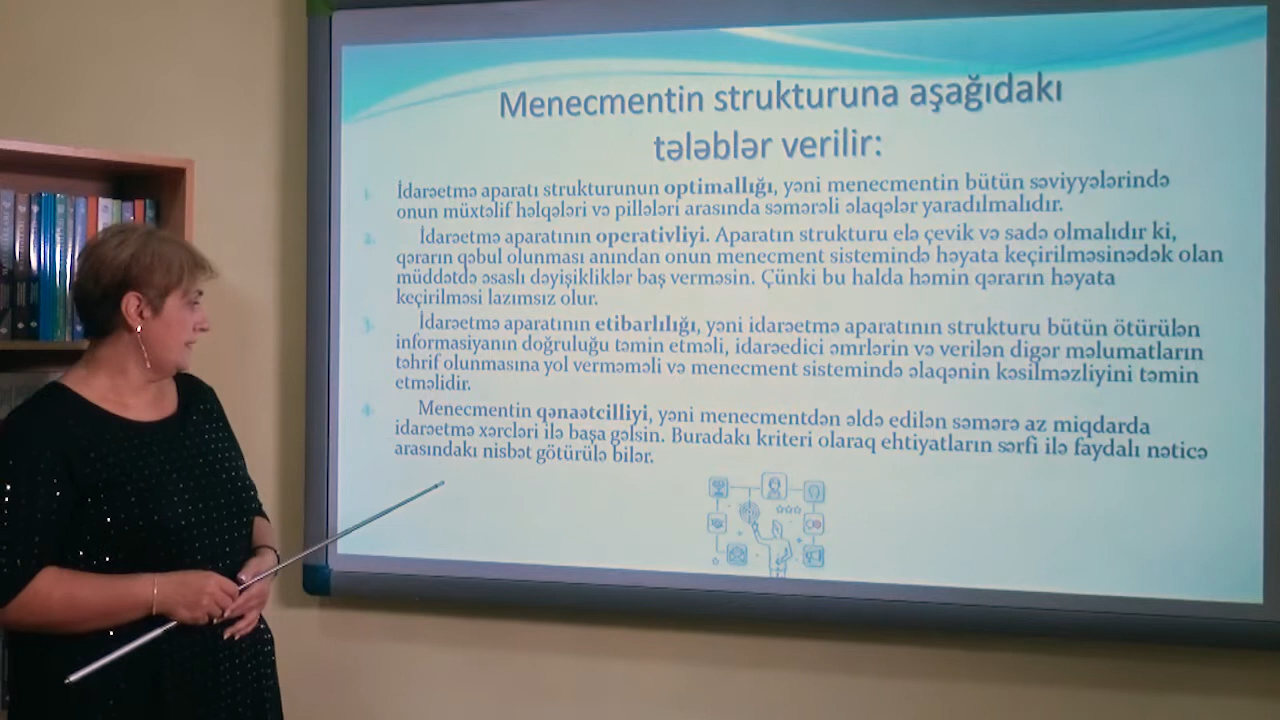 Menecmentin strukturuna aşağıdakı
tələblər verilir:
1. İdarəetmə aparatı strukturunun optimallığı, yəni menecmentin bütün səviyyələrində
onun müxtəlif həlqələri və pillələri arasında səmərəli əlaqələr yaradılmalıdır.
2. İdarəetmə aparatının operativliyi. Aparatın strukturu elə çevik və sadə olmalıdır ki,
qərarın qəbul olunması anından onun menecment sistemində həyata keçirilməsinədək olan
müddətdə əsaslı dəyişikliklər baş verməsin. Çünki bu halda həmin qərarın həyata
keçirilməsi lazımsız olur.
3. İdarəetmə aparatının etibarlılığı, yəni idarəetmə aparatının strukturu bütün ötürülən
informasiyanın doğruluğu təmin etməli, idarəedici əmrlərin və verilən digər məlumatların
təhrif olunmasına yol verməməli və menecment sistemində əlaqənin kəsilməzliyini təmin
etməlidir.
4. Menecmentin qənaətcilliyi, yəni menecmentdən əldə edilən səmərə az miqdarda
idarəetmə xərcləri ilə başa gəlsin. Buradakı kriteri olaraq ehtiyatların sərfi ilə faydalı nəticə
arasındakı nisbət götürülə bilər.